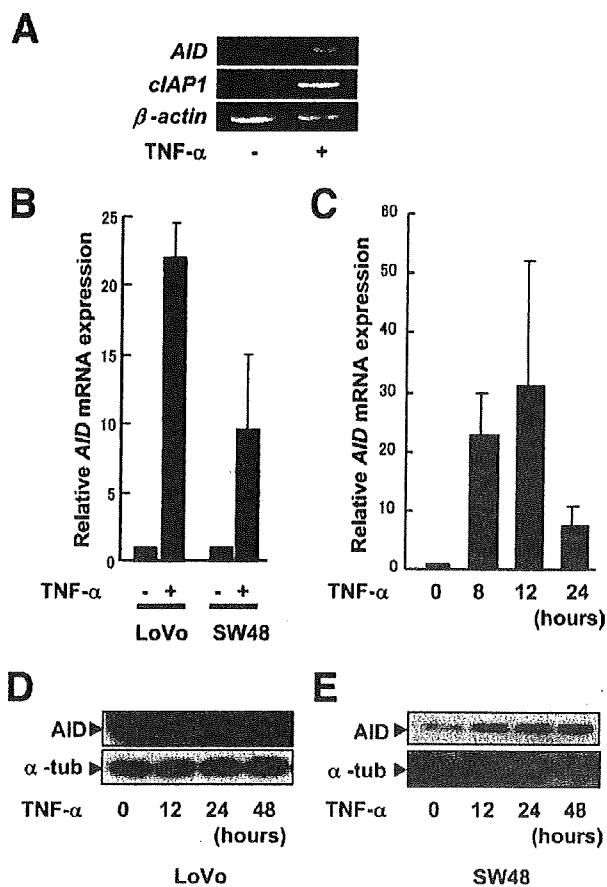 A
AID
cIAP1
β-actin
TNF-α - +
B
Relative AID mRNA expression
25
20
15
10
5
0
TNF-α - + - +
LoVo SW48
C
Relative AID mRNA expression
60
50
40
30
20
10
0
TNF-α 0 8 12 24
(hours)
D
AID
α-tub
TNF-α 0 12 24 48
(hours)
LoVo
E
AID
α-tub
TNF-α 0 12 24 48
(hours)
SW48